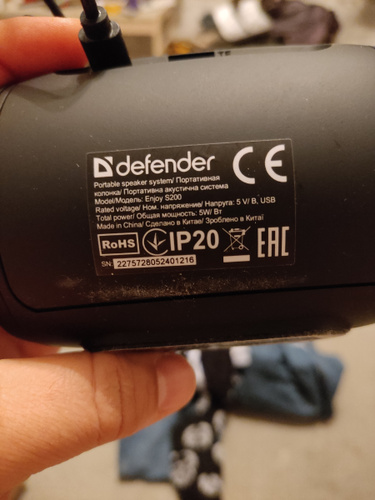 defender CE
Portable speaker system/ Портативная
колонка/ Портативна акустична система
Model/Модель: Enjoy S200
Rated voltage/ Ном. напряжение/ Напруга: 5 V/ В, USB
Total power/ Общая мощность: 5W/ Вт
Made in China/ Сделано в Китае/ Зроблено в Китаї
RoHS IP20 EAC
SN: 2275728052401216